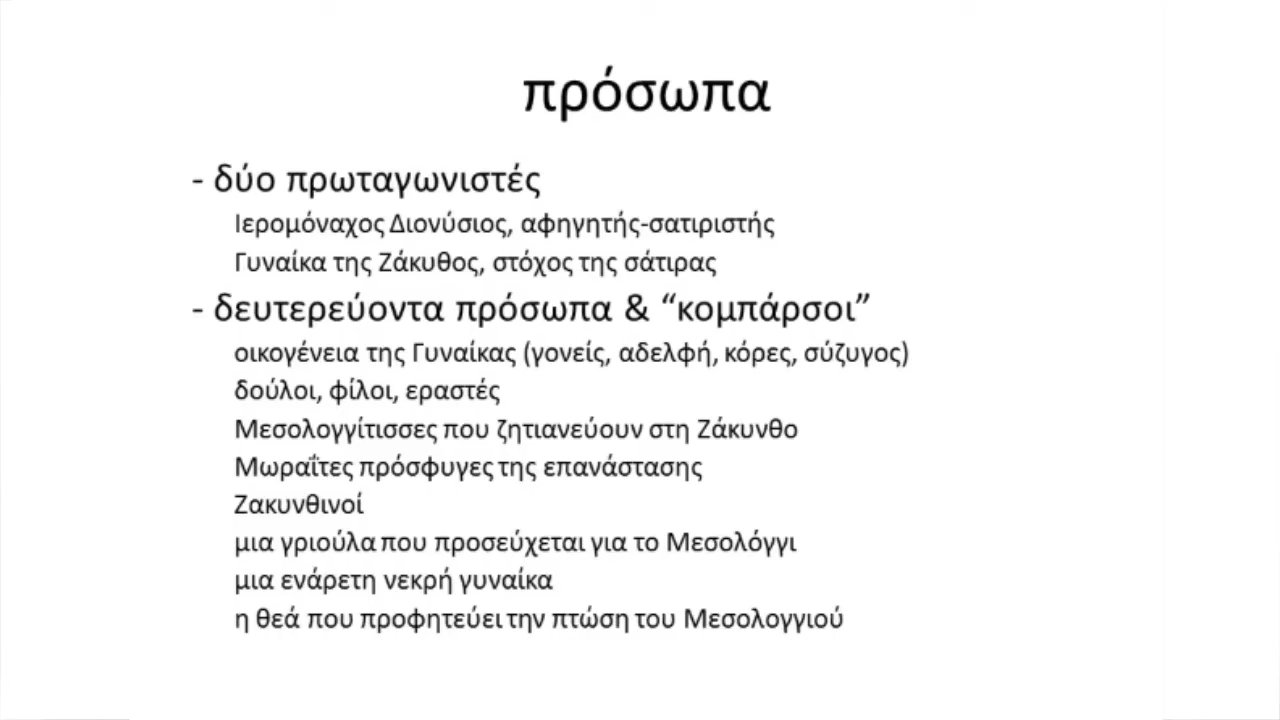 πρόσωπα
- δύο πρωταγωνιστές
Ιερομόναχος Διονύσιος, αφηγητής-σατιριστής
Γυναίκα της Ζάκυθος, στόχος της σάτιρας
- δευτερεύοντα πρόσωπα & “κομπάρσοι”
οικογένεια της Γυναίκας (γονείς, αδελφή, κόρες, σύζυγος)
δούλοι, φίλοι, εραστές
Μεσολογγίτισσες που ζητιανεύουν στη Ζάκυνθο
Μωραΐτες πρόσφυγες της επανάστασης
Ζακυνθινοί
μια γριούλα που προσεύχεται για το Μεσολόγγι
μια ενάρετη νεκρή γυναίκα
η θεά που προφητεύει την πτώση του Μεσολογγιού